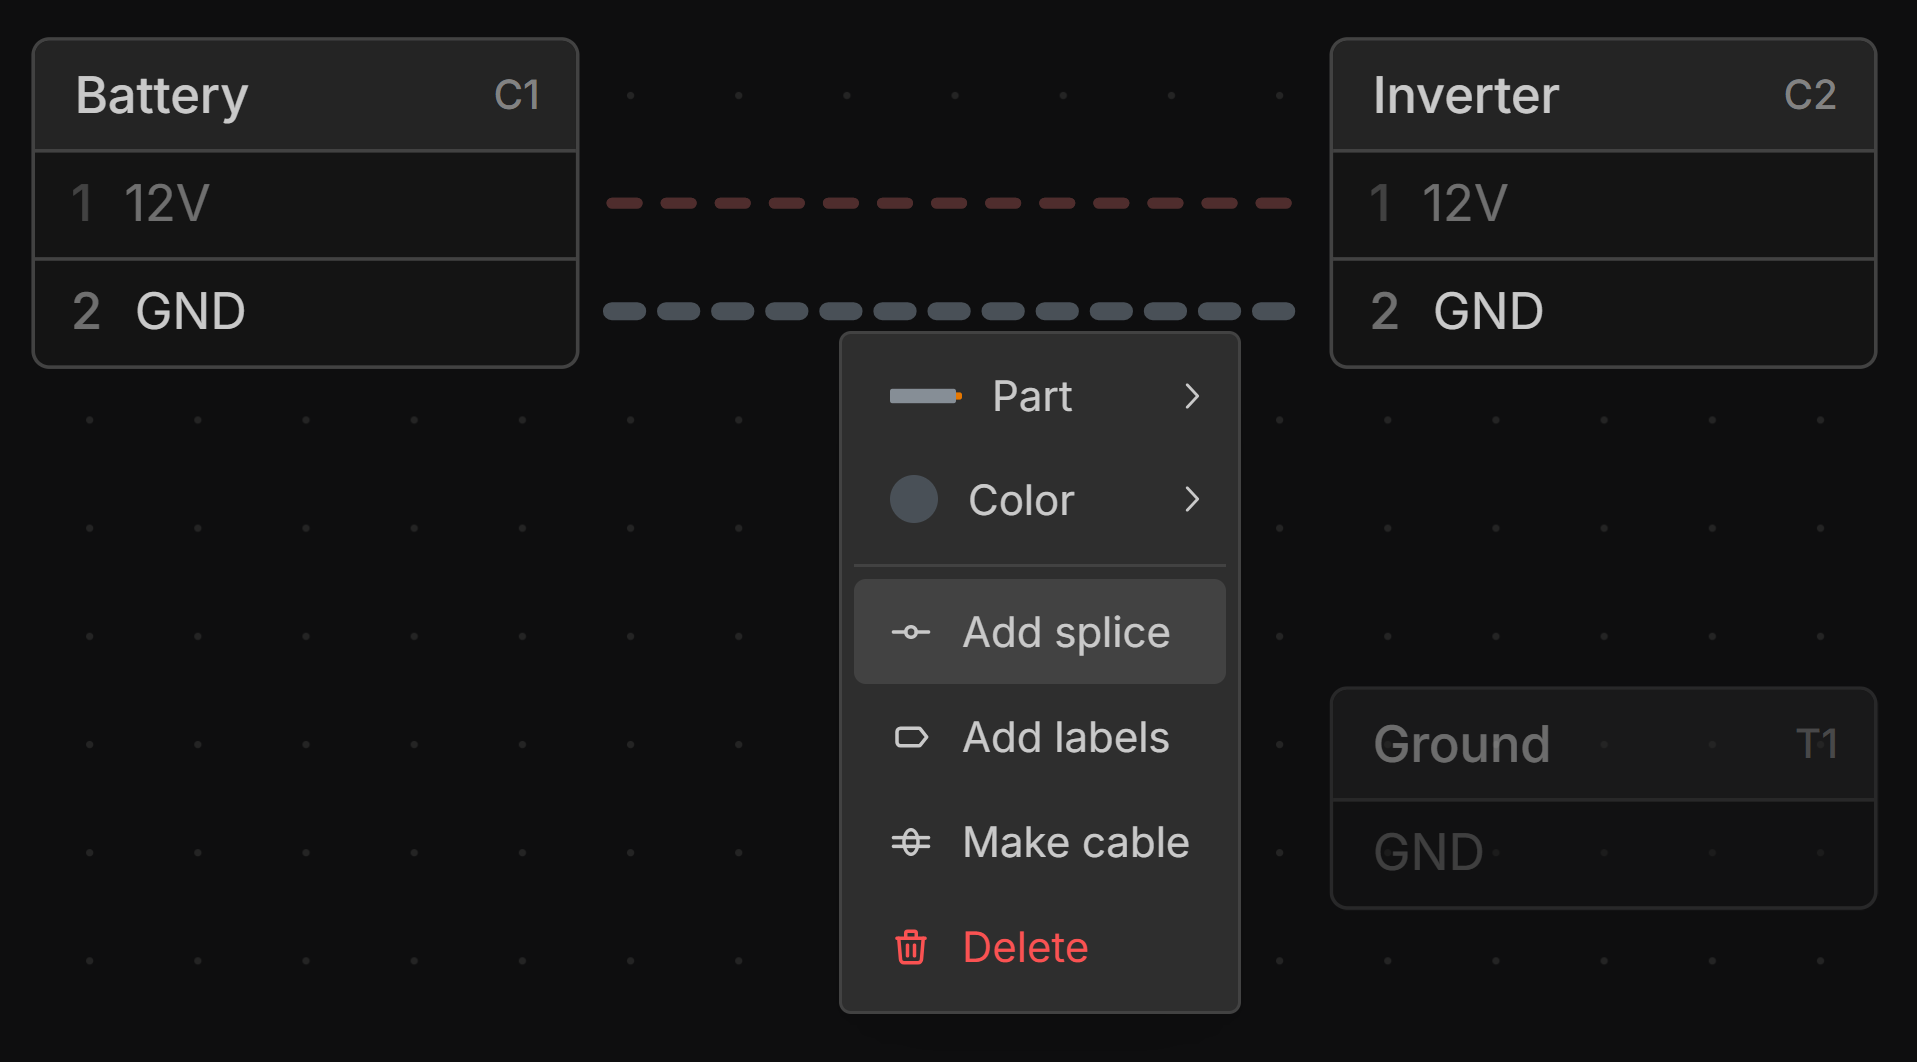 Battery C1
1 12V
2 GND
Inverter C2
1 12V
2 GND
Part
Color
Add splice
Add labels
Make cable
Delete
Ground T1
GND